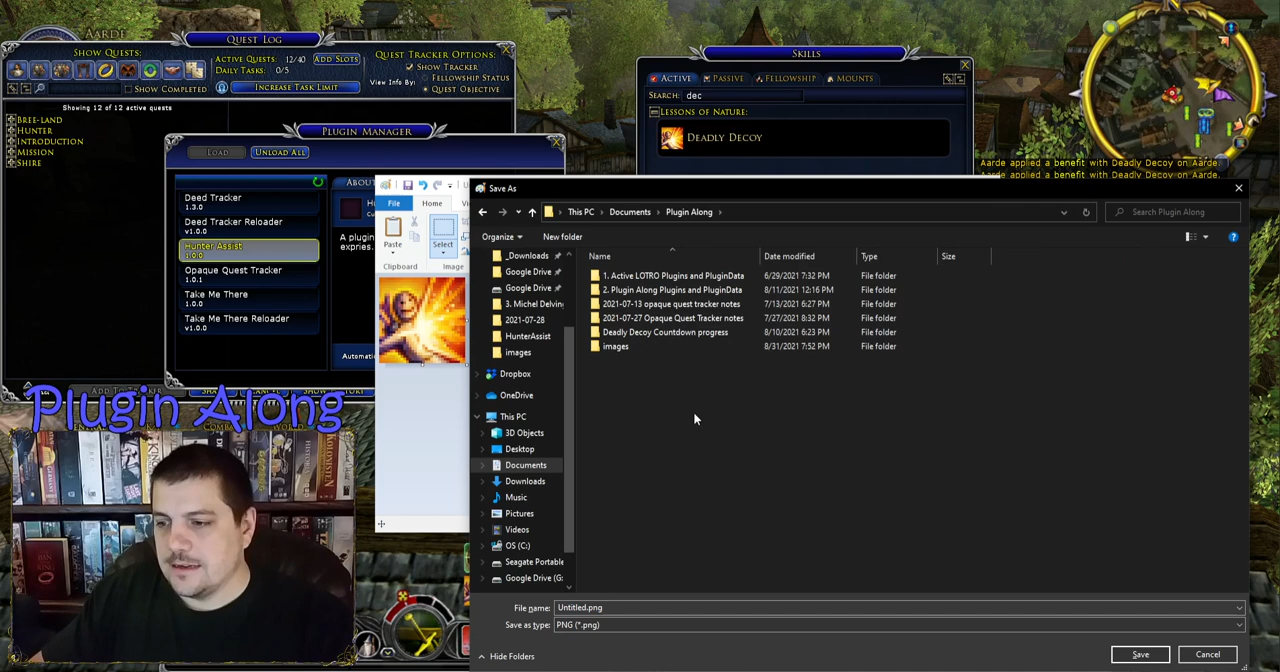 AARDE
QUEST LOG
SHOW QUESTS:
ACTIVE QUESTS: 12/40
ADD SLOTS
DAILY TASKS: 0/5
QUEST TRACKER OPTIONS:
SHOW TRACKER
View Info By:
FELLOWSHIP STATUS
QUEST OBJECTIVE
SHOW COMPLETED
INCREASE TASK LIMIT
Showing 12 of 12 active quests
BREE-LAND
HUNTER
INTRODUCTION
MISSION
SHIRE
PLUGIN MANAGER
LOAD
UNLOAD ALL
Deed Tracker
1.3.0
Deed Tracker Reloader
v1.0.0
Hunter Assist
1.0.0
Opaque Quest Tracker
1.0.1
Take Me There
1.0.0
Take Me There Reloader
v1.0.0
ABOU
A plugin
expries.
Automatic
SKILLS
ACTIVE
PASSIVE
FELLOWSHIP
MOUNTS
SEARCH: dec
LESSONS OF NATURE:
DEADLY DECOY
Aarde applied a benefit with Deadly Decoy on Aarde.
Aarde applied a benefit with Deadly Decoy on Aarde.
File
Home
Paste
Select
Clipboard
Image
Save As
This PC
Documents
Plugin Along
Search Plugin Along
Organize
New folder
Name
Date modified
Type
Size
_Downloads
Google Drive
Google Drive
3. Michel Delving
2021-07-28
HunterAssist
images
Dropbox
OneDrive
This PC
3D Objects
Desktop
Documents
Downloads
Music
Pictures
Videos
OS (C:)
Seagate Portable
Google Drive (G:
1. Active LOTRO Plugins and PluginData 6/29/2021 7:32 PM File folder
2. Plugin Along Plugins and PluginData 8/11/2021 12:16 PM File folder
2021-07-13 opaque quest tracker notes 7/13/2021 6:27 PM File folder
2021-07-27 Opaque Quest Tracker notes 7/27/2021 8:32 PM File folder
Deadly Decoy Countdown progress 8/10/2021 6:23 PM File folder
images 8/31/2021 7:52 PM File folder
File name: Untitled.png
Save as type: PNG (*.png)
Hide Folders
Save
Cancel
Plugin Along